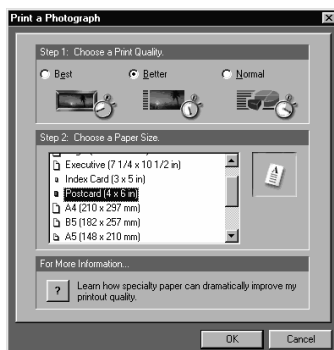 Print a Photograph
Step 1: Choose a Print Quality.
Best Better Normal
Step 2: Choose a Paper Size.
Executive (7 1/4 x 10 1/2 in)
Index Card (3 x 5 in)
Postcard (4 x 6 in)
A4 (210 x 297 mm)
B5 (182 x 257 mm)
A5 (148 x 210 mm)
For More Information...
? Learn how specialty paper can dramatically improve my
printout quality.
OK Cancel